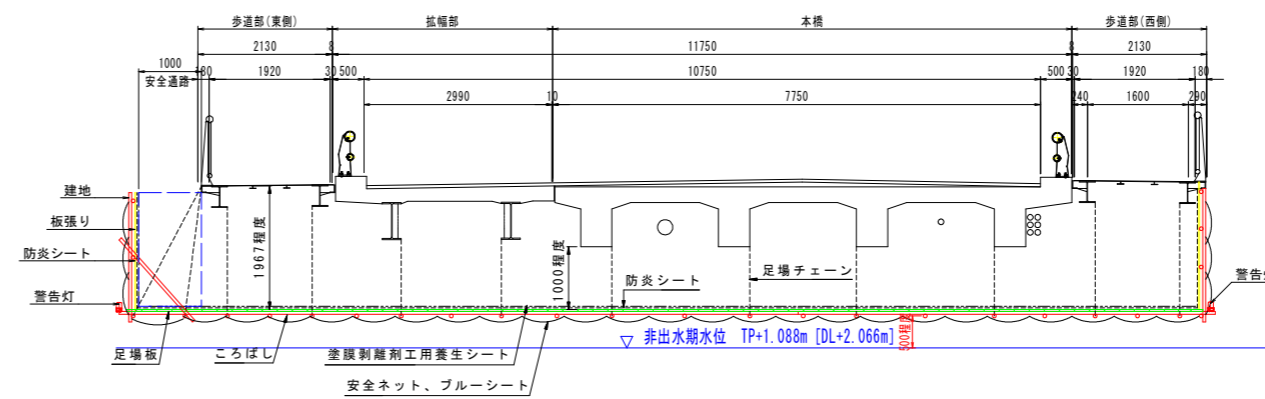 歩道部(東側) 拡幅部 本橋 歩道部(西側)
2130 8 11750 8 2130
1000 180 1920 30 500 10750 500 30 1920 180
安全通路
2990 10 7750 240 1600 290
建地
板張り
防炎シート
警告灯
1967程度
1000程度
防炎シート
足場チェーン
警告
足場板
ころばし
塗膜剥離剤工用養生シート
安全ネット、ブルーシート
▽ 非出水期水位 TP+1.088m [DL+2.066m]
500程度